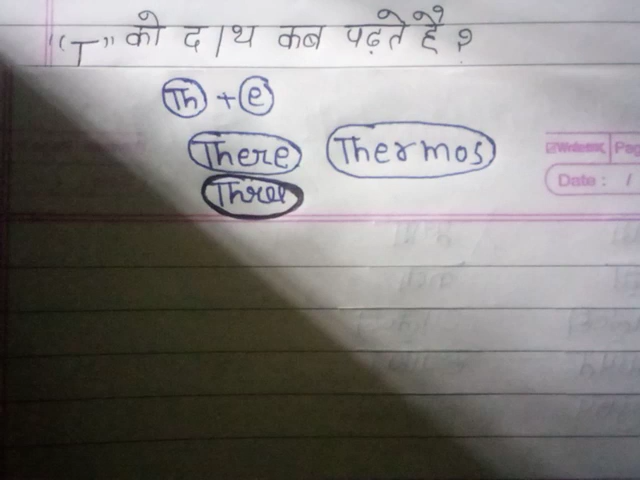 "T" को द/थ कब पढ़ते है ?
Th + e
There Thermos
Three
Date : /